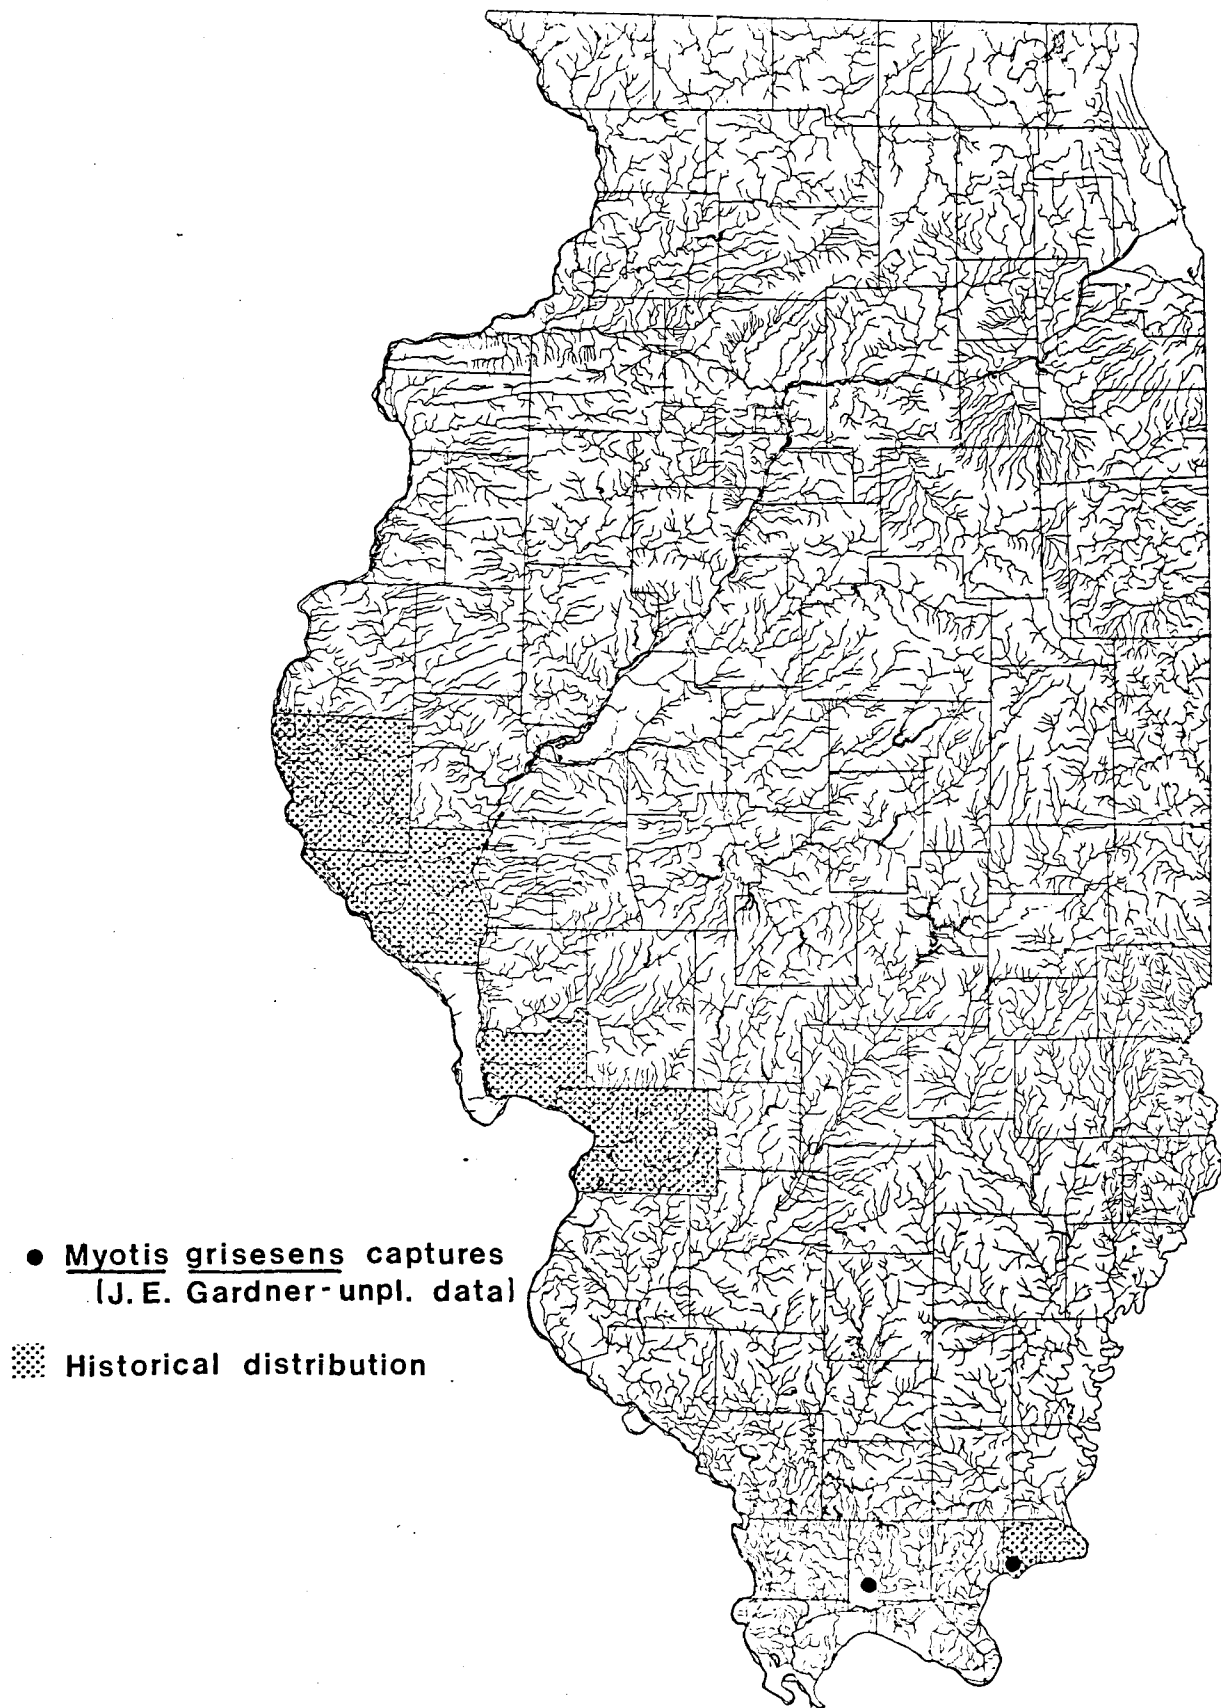 Myotis grisesens captures
(J. E. Gardner-unpl. data)
Historical distribution